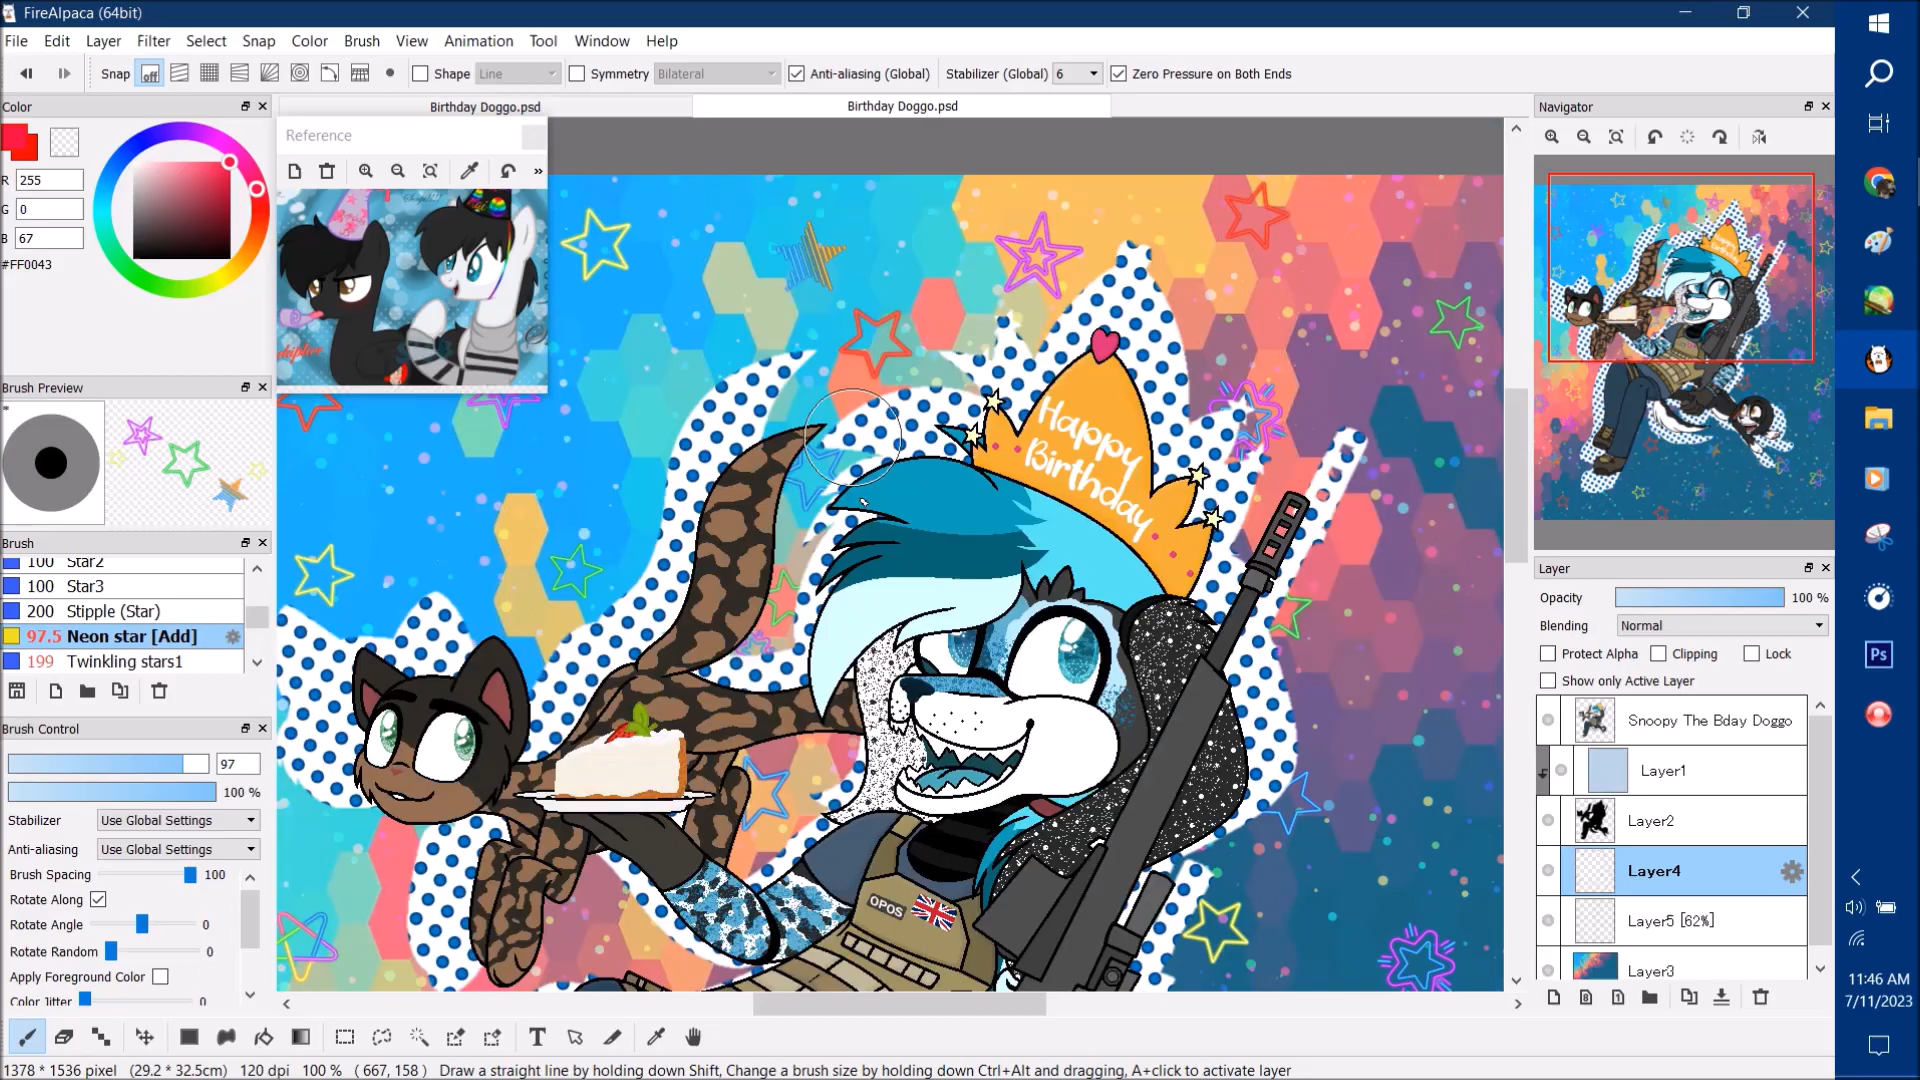 FireAlpaca (64bit)
File Edit Layer Filter Select Snap Color Brush View Animation Tool Window Help
Snap off Shape Line Symmetry Bilateral Anti-aliasing (Global) Stabilizer (Global) 6 Zero Pressure on Both Ends
Color
Birthday Doggo.psd
Birthday Doggo.psd
Navigator
Reference
R 255
G 0
B 67
#FF0043
Brush Preview
Happy
Birthday
Brush
100 Star2
100 Star3
200 Stipple (Star)
97.5 Neon star [Add]
199 Twinkling stars1
Brush Control
97
100 %
Stabilizer Use Global Settings
Anti-aliasing Use Global Settings
Brush Spacing 100
Rotate Along
Rotate Angle 0
Rotate Random 0
Apply Foreground Color
Color Jitter 0
OPOS
Layer
Opacity 100 %
Blending Normal
Protect Alpha Clipping Lock
Show only Active Layer
Snoopy The Bday Doggo
Layer1
Layer2
Layer4
Layer5 [62%]
Layer3
Ps
11:46 AM
7/11/2023
T
1378 * 1536 pixel (29.2 * 32.5cm) 120 dpi 100 % ( 667, 158 ) Draw a straight line by holding down Shift, Change a brush size by holding down Ctrl+Alt and dragging, A+click to activate layer